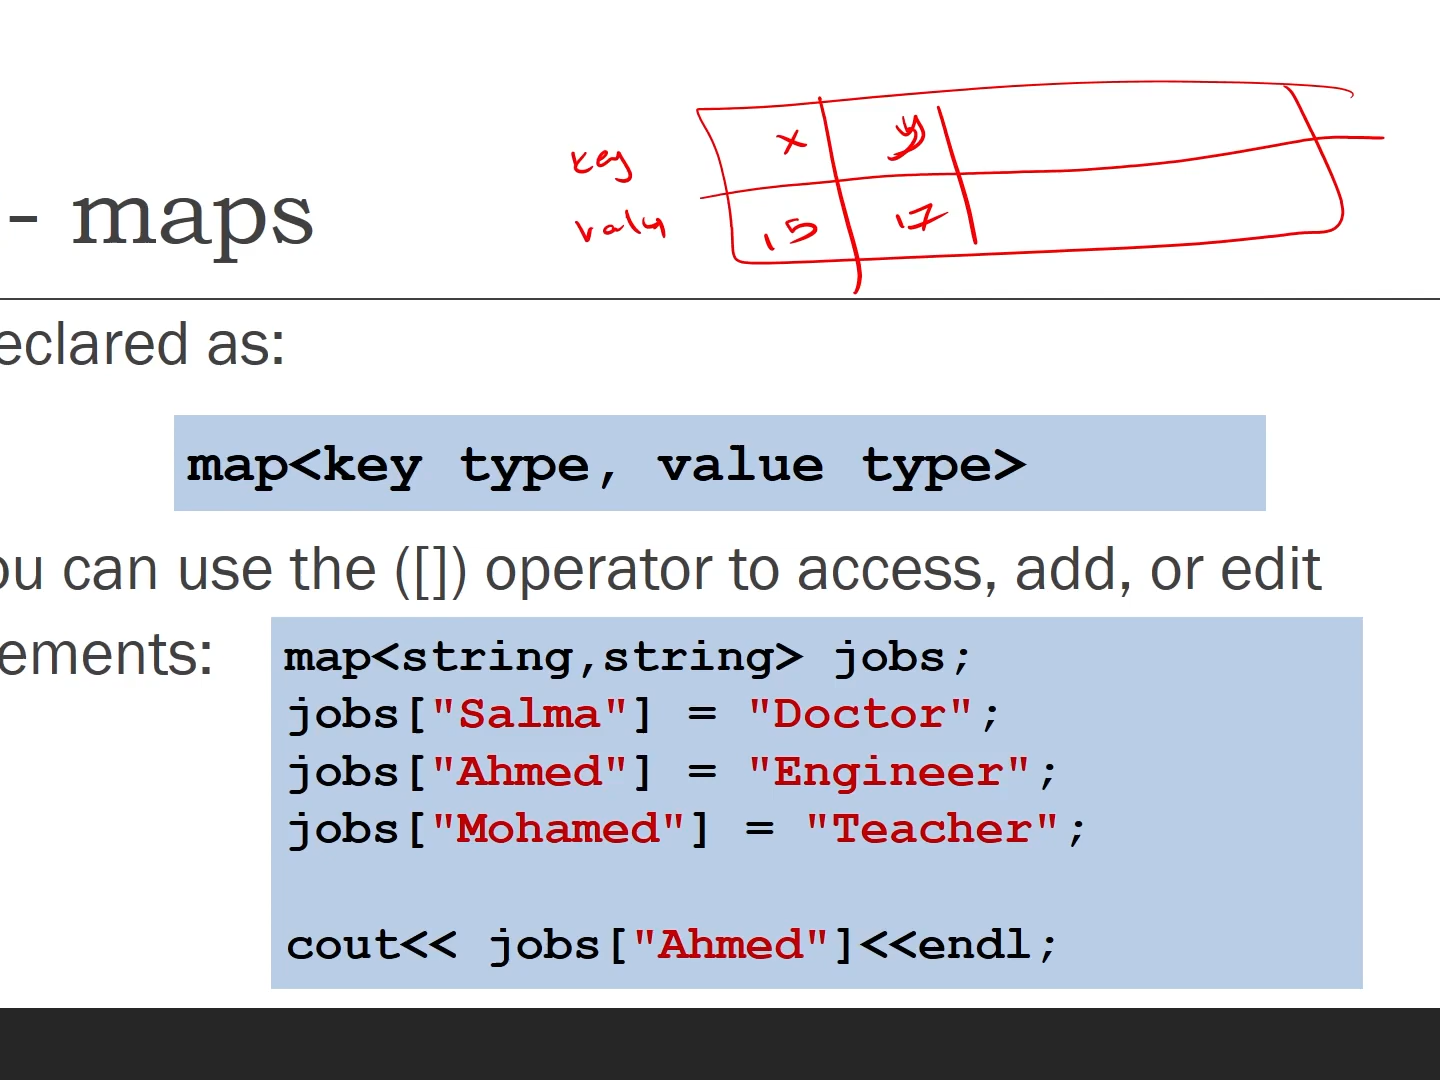 key x y
valu 15 17
- maps
eclared as:
map<key type, value type>
ou can use the ([]) operator to access, add, or edit
ements:
map<string,string> jobs;
jobs["Salma"] = "Doctor";
jobs["Ahmed"] = "Engineer";
jobs["Mohamed"] = "Teacher";
cout<< jobs["Ahmed"]<<endl;